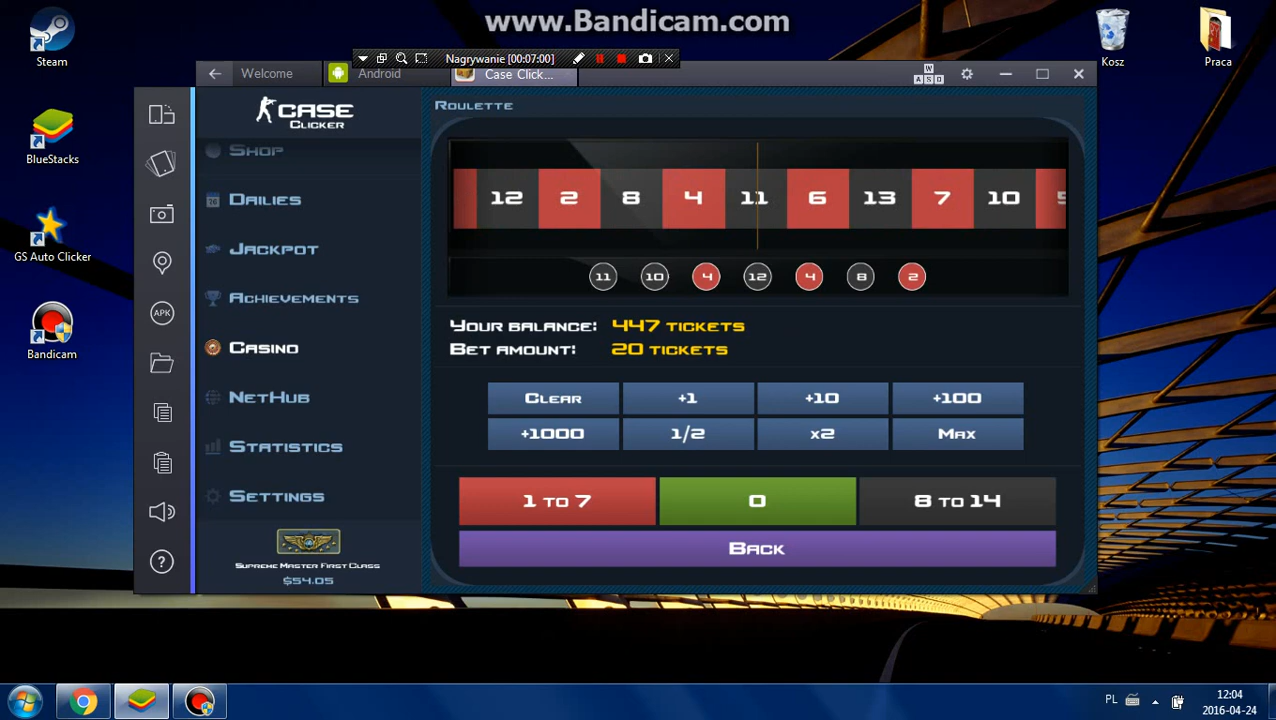 www.Bandicam.com
Steam
BlueStacks
GS Auto Clicker
Bandicam
Kosz
Praca
Nagrywanie [00:07:00]
Welcome
Android
Case Click...
W
A S D
CASE
Clicker
Shop
Dailies
Jackpot
Achievements
Casino
NetHub
Statistics
Settings
Supreme Master First Class
$54.05
APK
?
Roulette
12 2 8 4 11 6 13 7 10
11 10 4 12 4 8 2
Your balance: 447 tickets
Bet amount: 20 tickets
Clear +1 +10 +100
+1000 1/2 x2 Max
1 to 7 0 8 to 14
Back
PL
12:04
2016-04-24